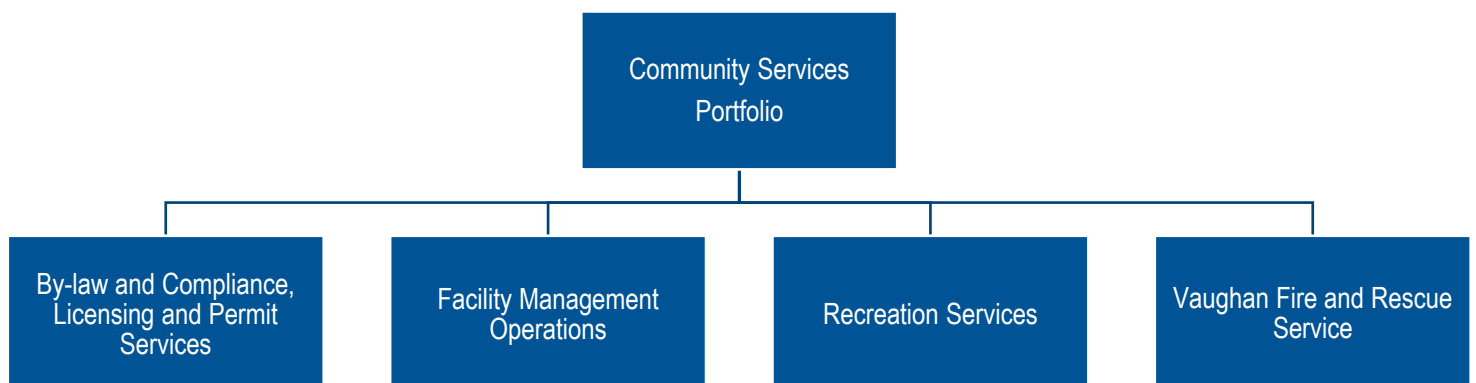 Community Services
Portfolio
By-law and Compliance,
Licensing and Permit
Services
Facility Management
Operations
Recreation Services
Vaughan Fire and Rescue
Service